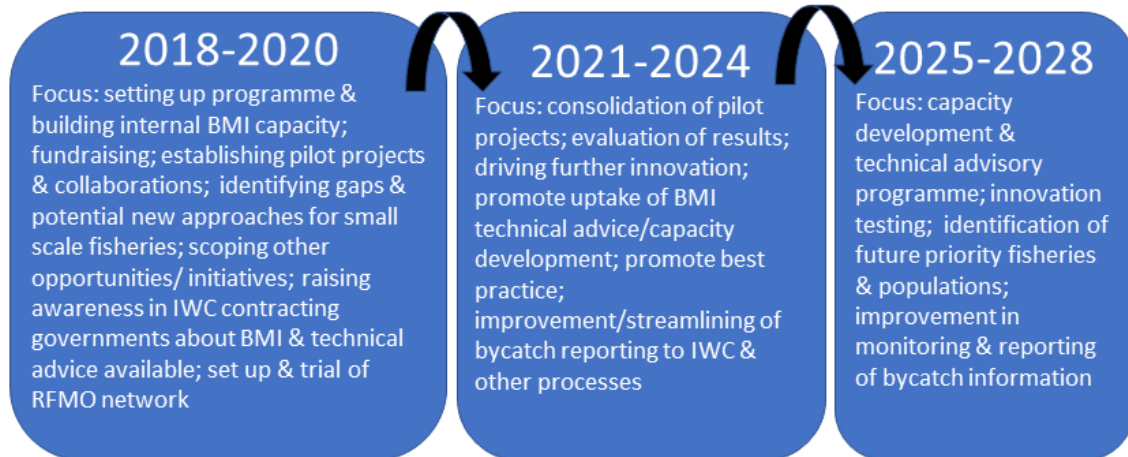 2018-2020
Focus: setting up programme &
building internal BMI capacity;
fundraising; establishing pilot projects
& collaborations; identifying gaps &
potential new approaches for small
scale fisheries; scoping other
opportunities/ initiatives; raising
awareness in IWC contracting
governments about BMI & technical
advice available; set up & trial of
RFMO network
2021-2024
Focus: consolidation of pilot
projects; evaluation of results;
driving further innovation;
promote uptake of BMI
technical advice/capacity
development; promote best
practice;
improvement/streamlining of
bycatch reporting to IWC &
other processes
2025-2028
Focus: capacity
development &
technical advisory
programme; innovation
testing; identification of
future priority fisheries
& populations;
improvement in
monitoring & reporting
of bycatch information